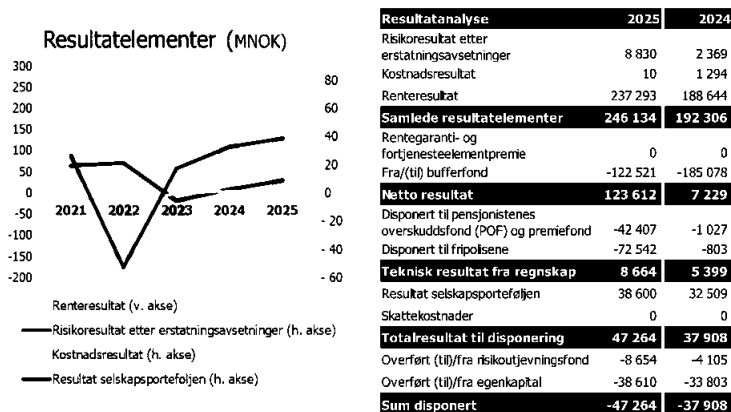 Resultatelementer (MNOK)
300
250
200
150
100
50
0
-50
-100
-150
-200
80
60
40
20
0
- 20
- 40
- 60
2021 2022 2023 2024 2025
Renteresultat (v. akse)
Risikoresultat etter erstatningsavsetninger (h. akse)
Kostnadsresultat (h. akse)
Resultat selskapsporteføljen (h. akse)
Resultatanalyse 2025 2024
Risikoresultat etter
erstatningsavsetninger 8 830 2 369
Kostnadsresultat 10 1 294
Renteresultat 237 293 188 644
Samlede resultatelementer 246 134 192 306
Rentegaranti- og
fortjenesteelementpremie 0 0
Fra/(til) bufferfond -122 521 -185 078
Netto resultat 123 612 7 229
Disponert til pensjonistenes
overskuddsfond (POF) og premiefond -42 407 -1 027
Disponert til fripolisene -72 542 -803
Teknisk resultat fra regnskap 8 664 5 399
Resultat selskapsporteføljen 38 600 32 509
Skattekostnader 0 0
Totalresultat til disponering 47 264 37 908
Overført (til)/fra risikoutjevningsfond -8 654 -4 105
Overført (til)/fra egenkapital -38 610 -33 803
Sum disponert -47 264 -37 908